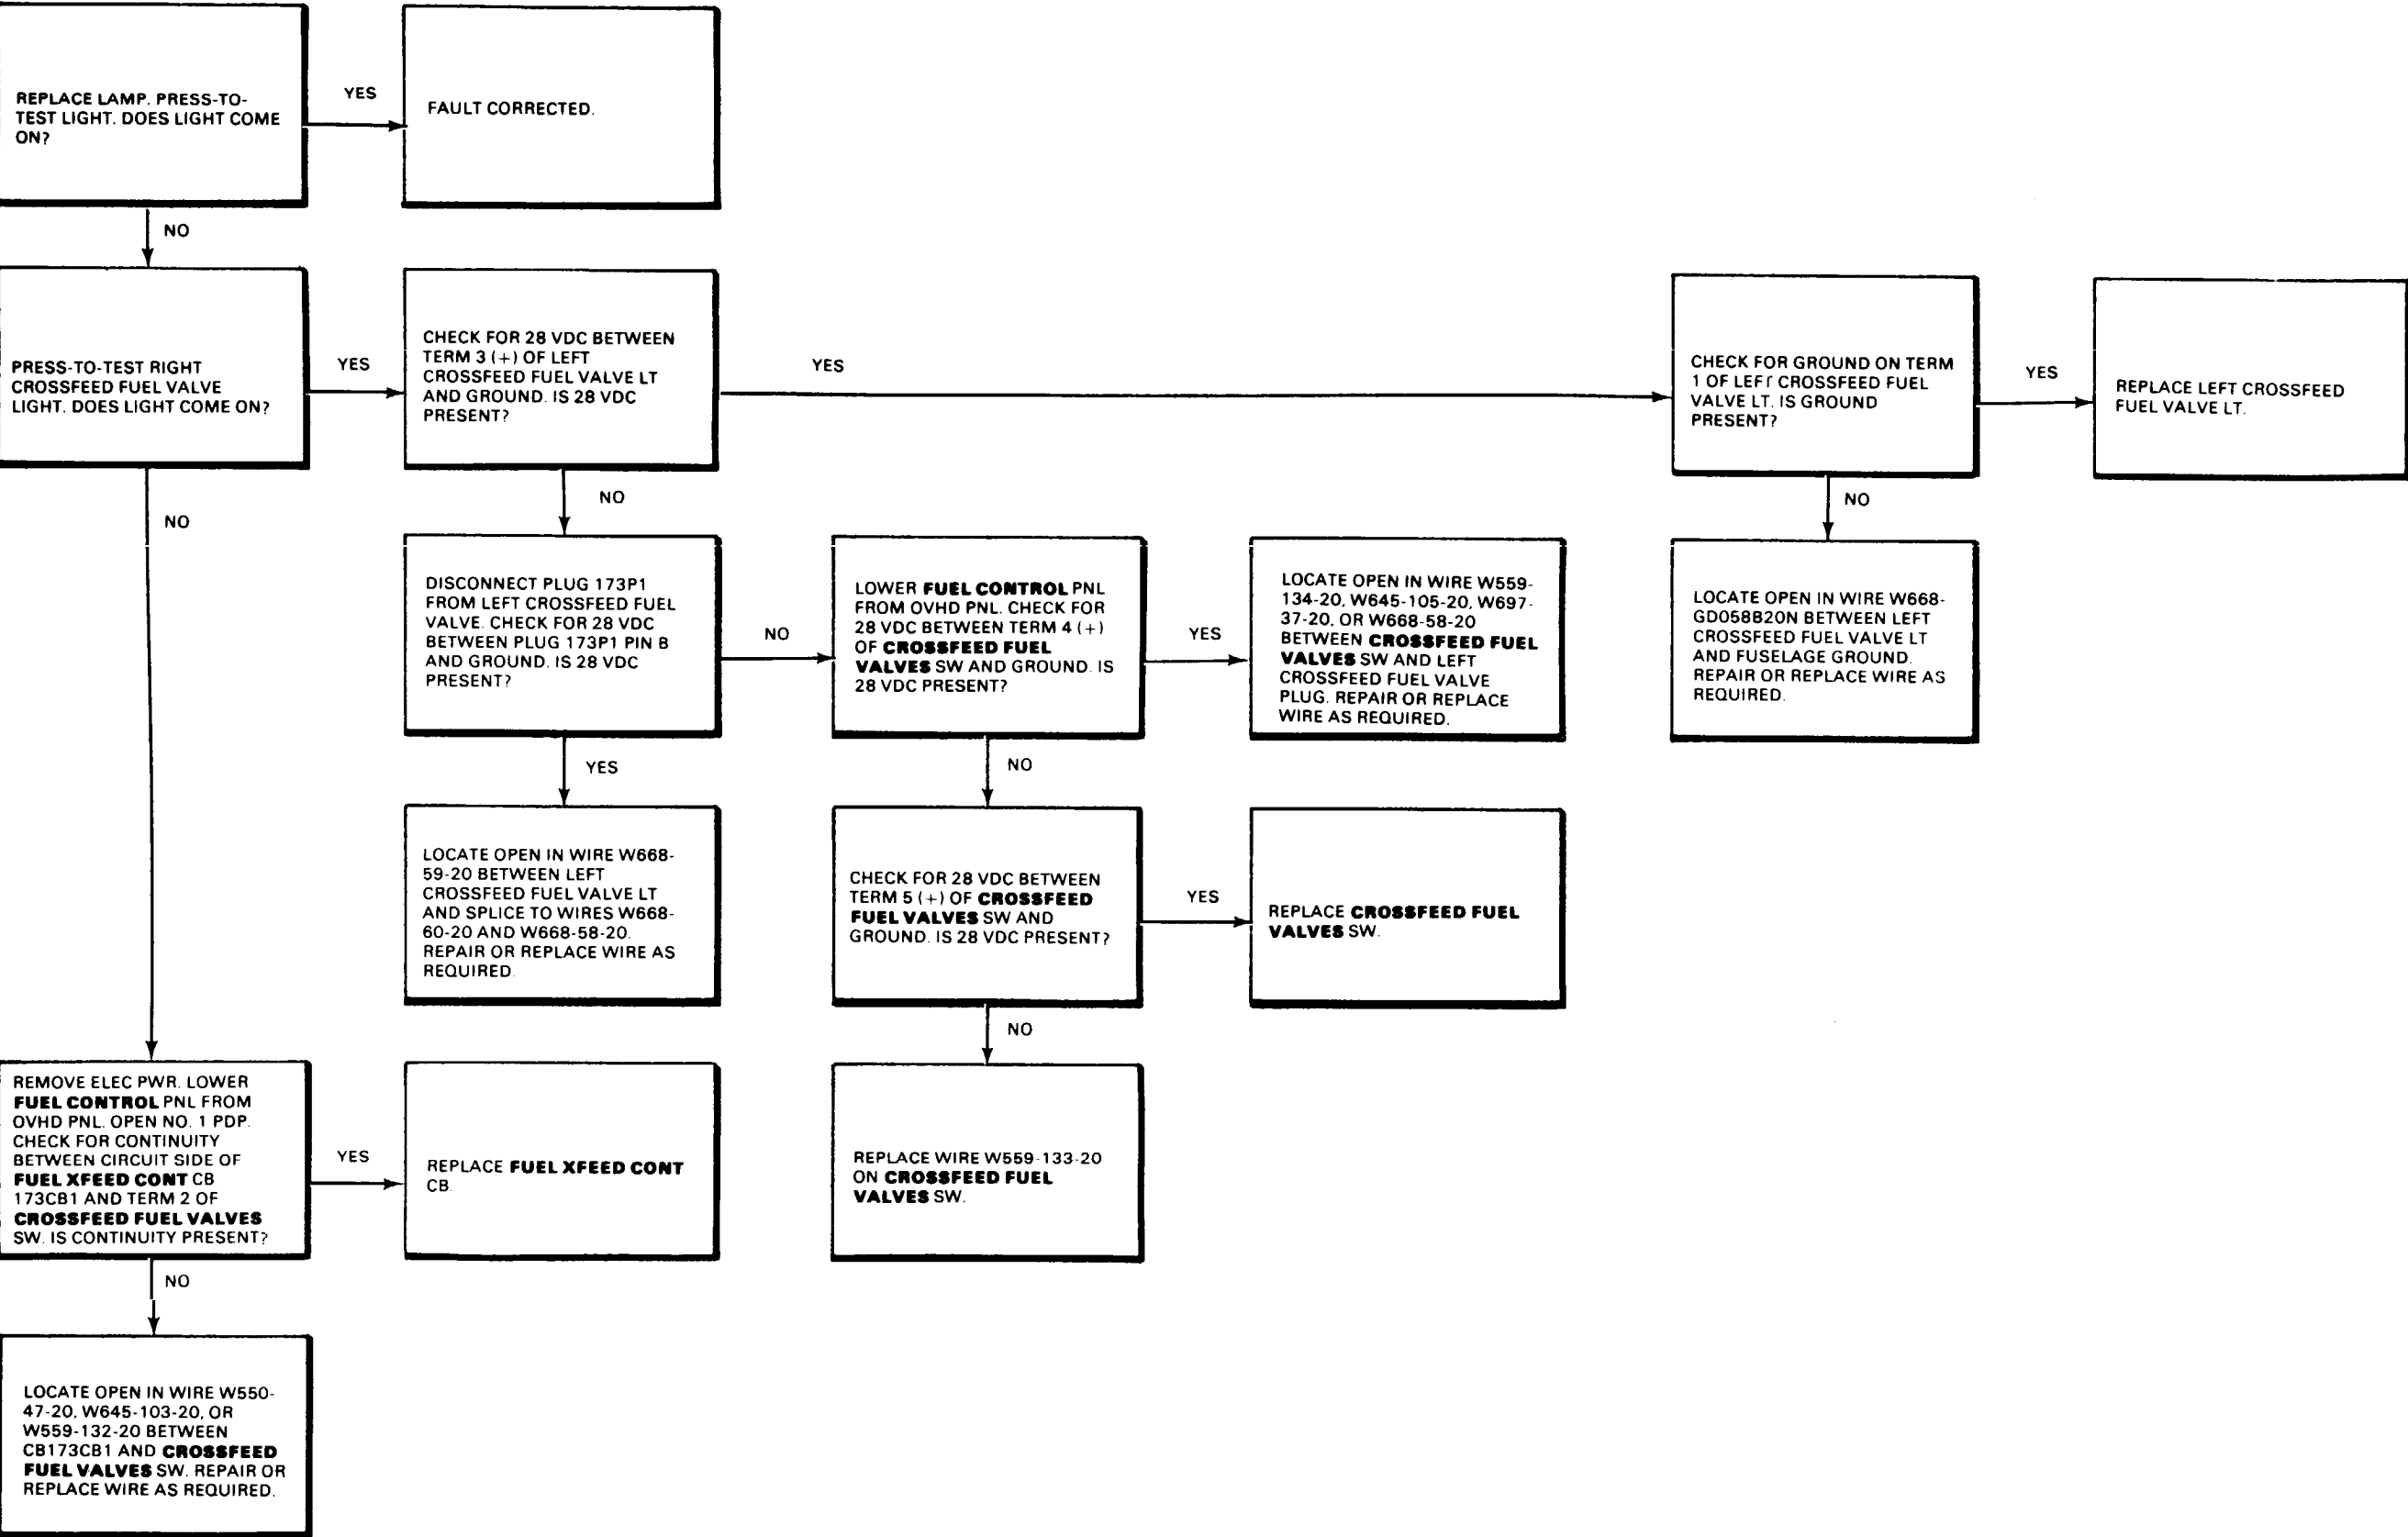 REPLACE LAMP. PRESS-TO-
TEST LIGHT. DOES LIGHT COME
ON?
YES
FAULT CORRECTED.
NO
PRESS-TO-TEST RIGHT
CROSSFEED FUEL VALVE
LIGHT. DOES LIGHT COME ON?
YES
CHECK FOR 28 VDC BETWEEN
TERM 3 (+) OF LEFT
CROSSFEED FUEL VALVE LT
AND GROUND. IS 28 VDC
PRESENT?
YES
CHECK FOR GROUND ON TERM
1 OF LEFT CROSSFEED FUEL
VALVE LT. IS GROUND
PRESENT?
YES
REPLACE LEFT CROSSFEED
FUEL VALVE LT.
NO
NO
NO
DISCONNECT PLUG 173P1
FROM LEFT CROSSFEED FUEL
VALVE. CHECK FOR 28 VDC
BETWEEN PLUG 173P1 PIN B
AND GROUND. IS 28 VDC
PRESENT?
NO
LOWER FUEL CONTROL PNL
FROM OVHD PNL. CHECK FOR
28 VDC BETWEEN TERM 4 (+)
OF CROSSFEED FUEL
VALVES SW AND GROUND. IS
28 VDC PRESENT?
YES
LOCATE OPEN IN WIRE W559-
134-20, W645-105-20, W697-
37-20, OR W668-58-20
BETWEEN CROSSFEED FUEL
VALVES SW AND LEFT
CROSSFEED FUEL VALVE
PLUG. REPAIR OR REPLACE
WIRE AS REQUIRED.
LOCATE OPEN IN WIRE W668-
GD058B20N BETWEEN LEFT
CROSSFEED FUEL VALVE LT
AND FUSELAGE GROUND.
REPAIR OR REPLACE WIRE AS
REQUIRED.
YES
NO
LOCATE OPEN IN WIRE W668-
59-20 BETWEEN LEFT
CROSSFEED FUEL VALVE LT
AND SPLICE TO WIRES W668-
60-20 AND W668-58-20.
REPAIR OR REPLACE WIRE AS
REQUIRED.
CHECK FOR 28 VDC BETWEEN
TERM 5 (+) OF CROSSFEED
FUEL VALVES SW AND
GROUND. IS 28 VDC PRESENT?
YES
REPLACE CROSSFEED FUEL
VALVES SW.
NO
REMOVE ELEC PWR. LOWER
FUEL CONTROL PNL FROM
OVHD PNL. OPEN NO. 1 PDP.
CHECK FOR CONTINUITY
BETWEEN CIRCUIT SIDE OF
FUEL XFEED CONT CB
173CB1 AND TERM 2 OF
CROSSFEED FUEL VALVES
SW. IS CONTINUITY PRESENT?
YES
REPLACE FUEL XFEED CONT
CB.
REPLACE WIRE W559-133-20
ON CROSSFEED FUEL
VALVES SW.
NO
LOCATE OPEN IN WIRE W550-
47-20, W645-103-20, OR
W559-132-20 BETWEEN
CB173CB1 AND CROSSFEED
FUEL VALVES SW. REPAIR OR
REPLACE WIRE AS REQUIRED.